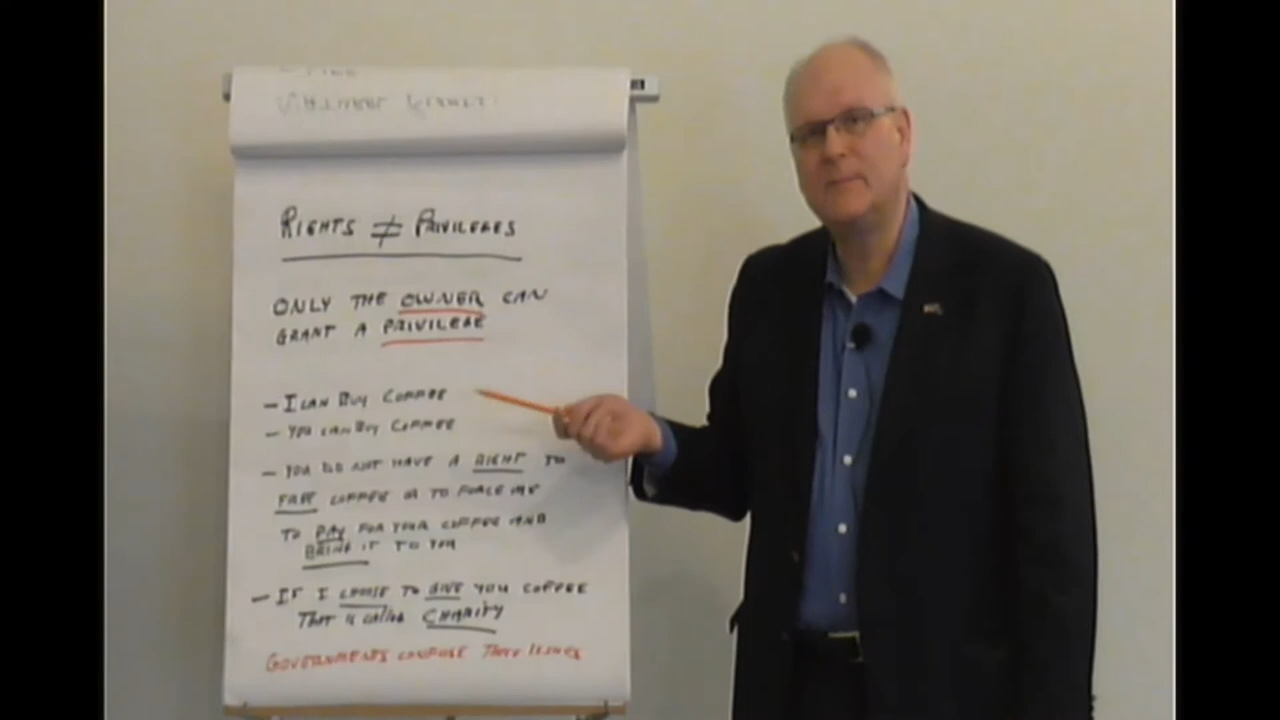 RIGHTS ≠ PRIVILEGES
ONLY THE OWNER CAN
GRANT A PRIVILEGE
- I CAN BUY COFFEE
- YOU CAN BUY COFFEE
- YOU DO NOT HAVE A RIGHT TO
FREE COFFEE OR TO FORCE ME
TO PAY FOR YOUR COFFEE AND
BRING IT TO YOU
- IF I CHOOSE TO GIVE YOU COFFEE
THAT IS CALLED CHARITY
GOVERNMENTS CONFUSE THESE ISSUES